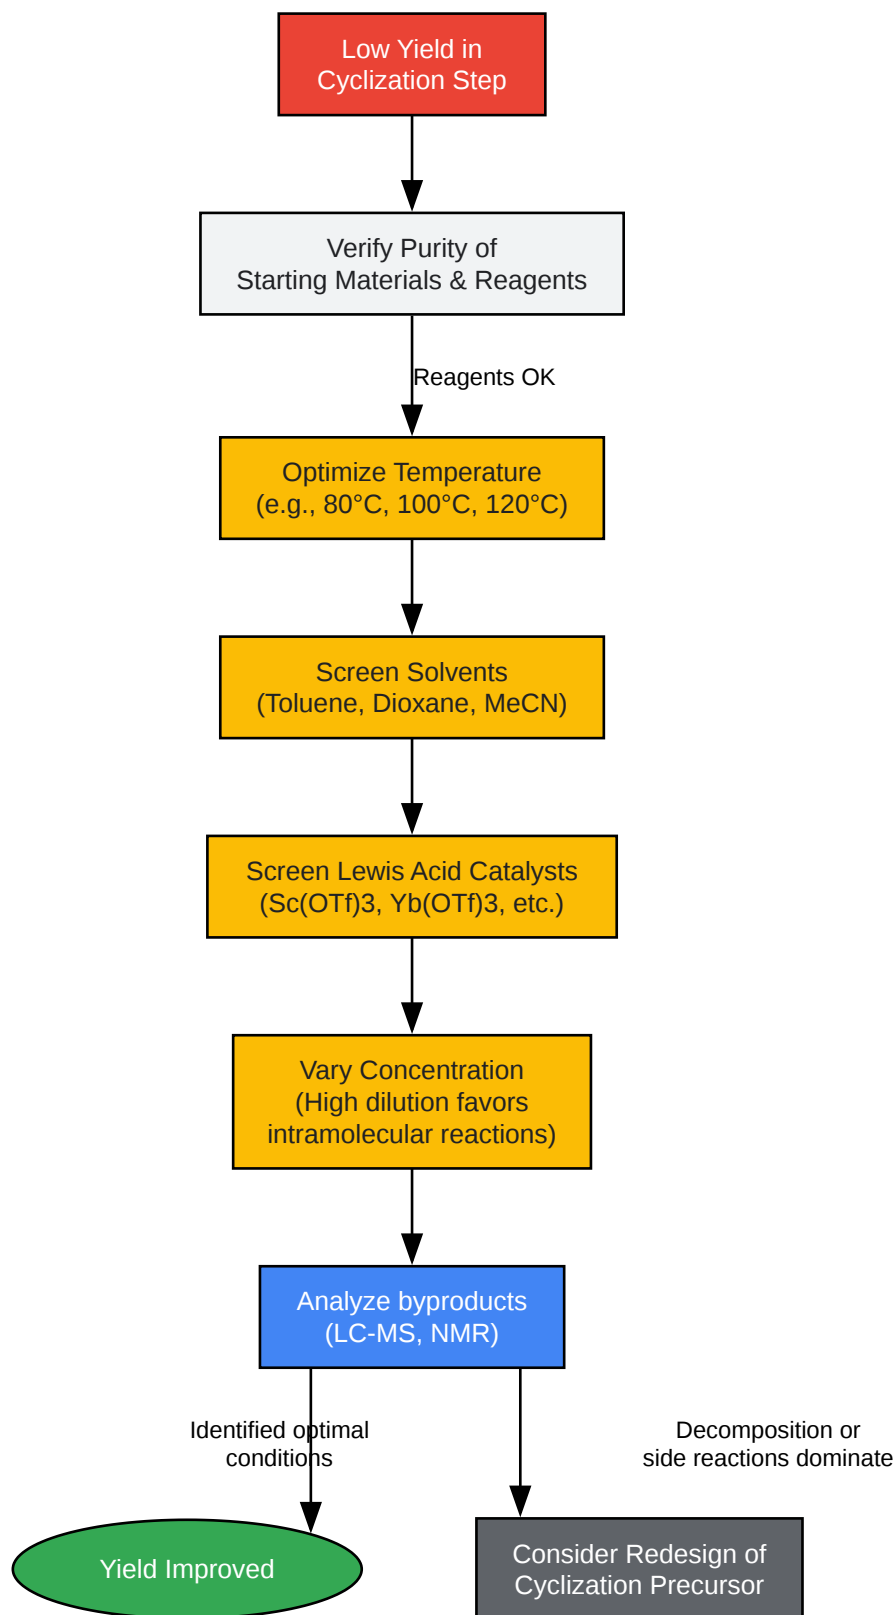 Low Yield in
Cyclization Step
Verify Purity of
Starting Materials & Reagents
Reagents OK
Optimize Temperature
(e.g., 80°C, 100°C, 120°C)
Screen Solvents
(Toluene, Dioxane, MeCN)
Screen Lewis Acid Catalysts
(Sc(OTf)3, Yb(OTf)3, etc.)
Vary Concentration
(High dilution favors
intramolecular reactions)
Analyze byproducts
(LC-MS, NMR)
Identified optimal
conditions
Decomposition or
side reactions dominate
Yield Improved
Consider Redesign of
Cyclization Precursor